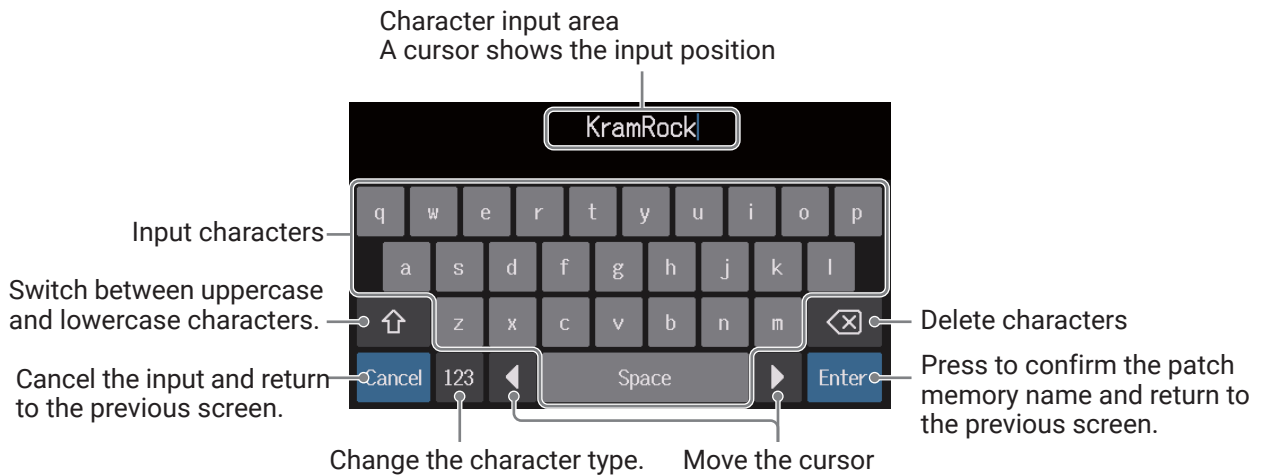 Character input area
A cursor shows the input position
KramRock
q w e r t y u i o p
Input characters
a s d f g h j k l
Switch between uppercase
and lowercase characters.
z x c v b n m
Delete characters
Cancel 123 Space Enter
Cancel the input and return
to the previous screen.
Press to confirm the patch
memory name and return to
the previous screen.
Change the character type.
Move the cursor